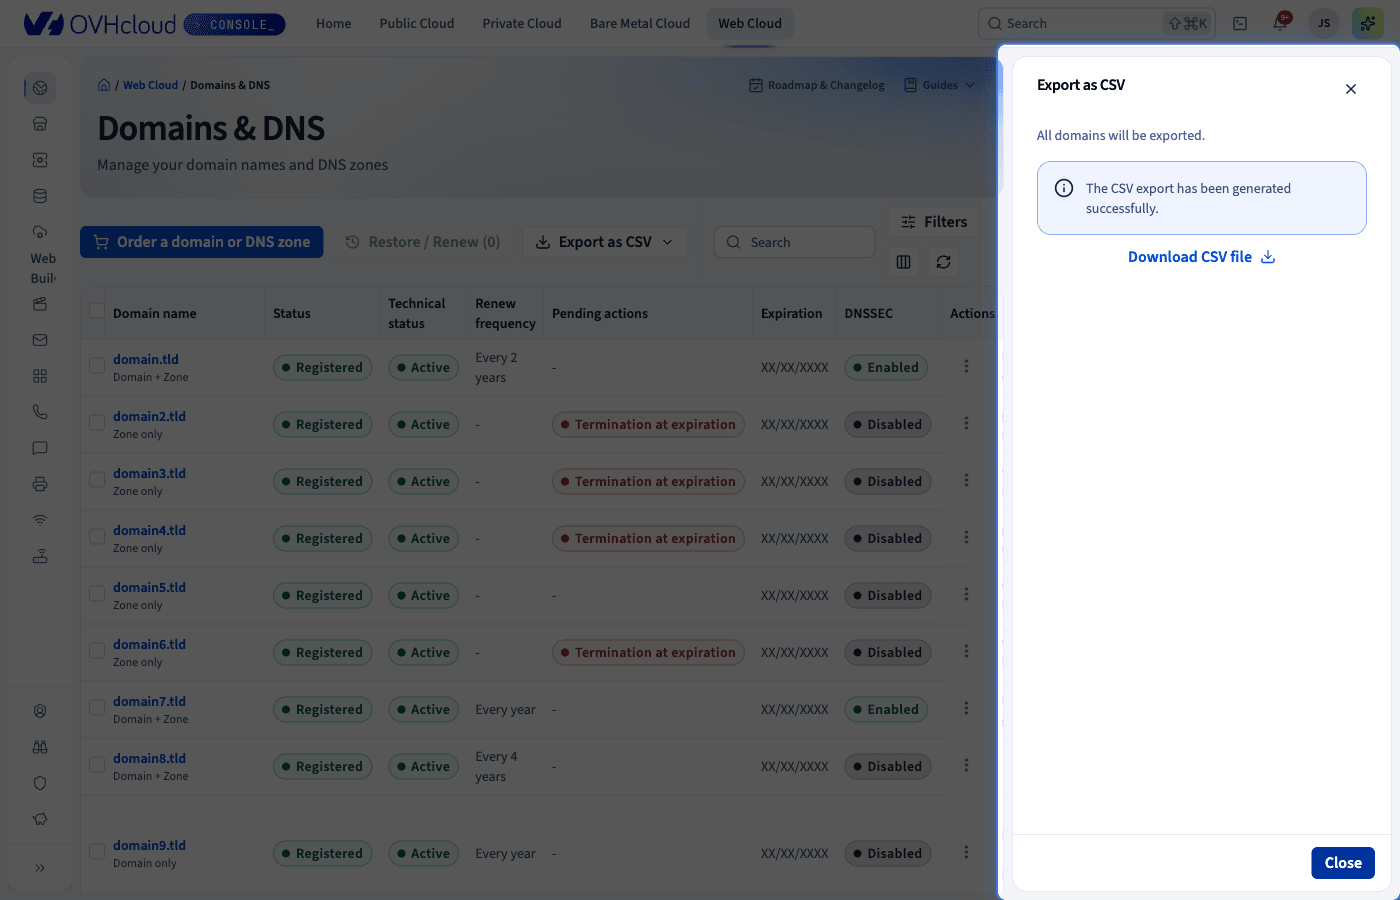 OVHcloud CONSOLE_ Home Public Cloud Private Cloud Bare Metal Cloud Web Cloud Search ⇧⌘K 9+ JS
/ Web Cloud / Domains & DNS Roadmap & Changelog Guides
Domains & DNS
Manage your domain names and DNS zones
Order a domain or DNS zone Restore / Renew (0) Export as CSV Search Filters
Web
Buil
Domain name Status Technical status Renew frequency Pending actions Expiration DNSSEC Actions
domain.tld Registered Active Every 2 years - XX/XX/XXXX Enabled
Domain + Zone
domain2.tld Registered Active - Termination at expiration XX/XX/XXXX Disabled
Zone only
domain3.tld Registered Active - Termination at expiration XX/XX/XXXX Disabled
Zone only
domain4.tld Registered Active - Termination at expiration XX/XX/XXXX Disabled
Zone only
domain5.tld Registered Active - - XX/XX/XXXX Disabled
Zone only
domain6.tld Registered Active - Termination at expiration XX/XX/XXXX Disabled
Zone only
domain7.tld Registered Active Every year - XX/XX/XXXX Enabled
Domain + Zone
domain8.tld Registered Active Every 4 years - XX/XX/XXXX Disabled
Domain + Zone
domain9.tld Registered Active Every year - XX/XX/XXXX Disabled
Domain only
Export as CSV
All domains will be exported.
The CSV export has been generated
successfully.
Download CSV file
Close